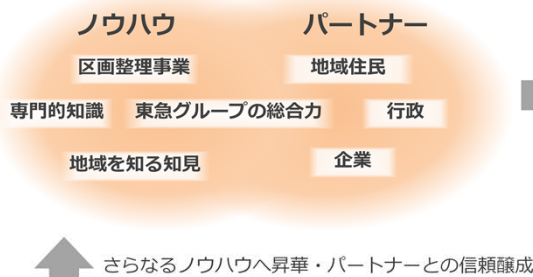 ノウハウ パートナー
区画整理事業 地域住民
専門的知識 東急グループの総合力 行政
地域を知る知見 企業
さらなるノウハウへ昇華・パートナーとの信頼醸成